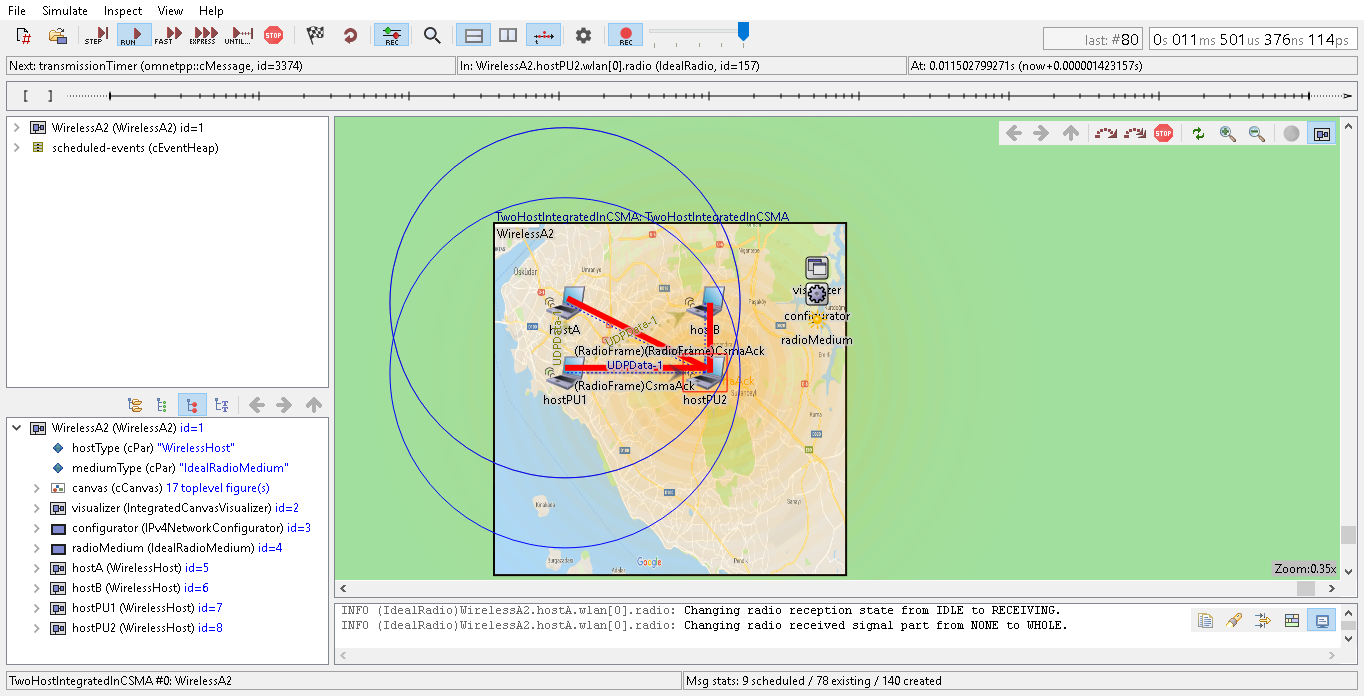 File Simulate Inspect View Help
STEP RUN FAST EXPRESS UNTIL... STOP REC REC
last: #80 0s 011ms 501us 376ns 114ps
Next: transmissionTimer (omnetpp::cMessage, id=3374) In: WirelessA2.hostPU2.wlan[0].radio (IdealRadio, id=157) At: 0.011502799271s (now+0.000001423157s)
[ ]
WirelessA2 (WirelessA2) id=1
scheduled-events (cEventHeap)
STOP
TwoHostIntegratedInCSMA: TwoHostIntegratedInCSMA
WirelessA2
Üsküdar
Ümraniye
Paşaköy
visualizer
configurator
radioMedium
hostA
hostB
UDPData-1
UDPData-1
(RadioFrame)(RadioFrame)CsmaAck
UDPData-1
(RadioFrame)CsmaAck
hostPU1
hostPU2
Kartal
Google
Pendik
Adalar
Zoom:0.35x
WirelessA2 (WirelessA2) id=1
hostType (cPar) "WirelessHost"
mediumType (cPar) "IdealRadioMedium"
canvas (cCanvas) 17 toplevel figure(s)
visualizer (IntegratedCanvasVisualizer) id=2
configurator (IPv4NetworkConfigurator) id=3
radioMedium (IdealRadioMedium) id=4
hostA (WirelessHost) id=5
hostB (WirelessHost) id=6
hostPU1 (WirelessHost) id=7
hostPU2 (WirelessHost) id=8
INFO (IdealRadio)WirelessA2.hostA.wlan[0].radio: Changing radio reception state from IDLE to RECEIVING.
INFO (IdealRadio)WirelessA2.hostA.wlan[0].radio: Changing radio received signal part from NONE to WHOLE.
TwoHostIntegratedInCSMA #0: WirelessA2
Msg stats: 9 scheduled / 78 existing / 140 created